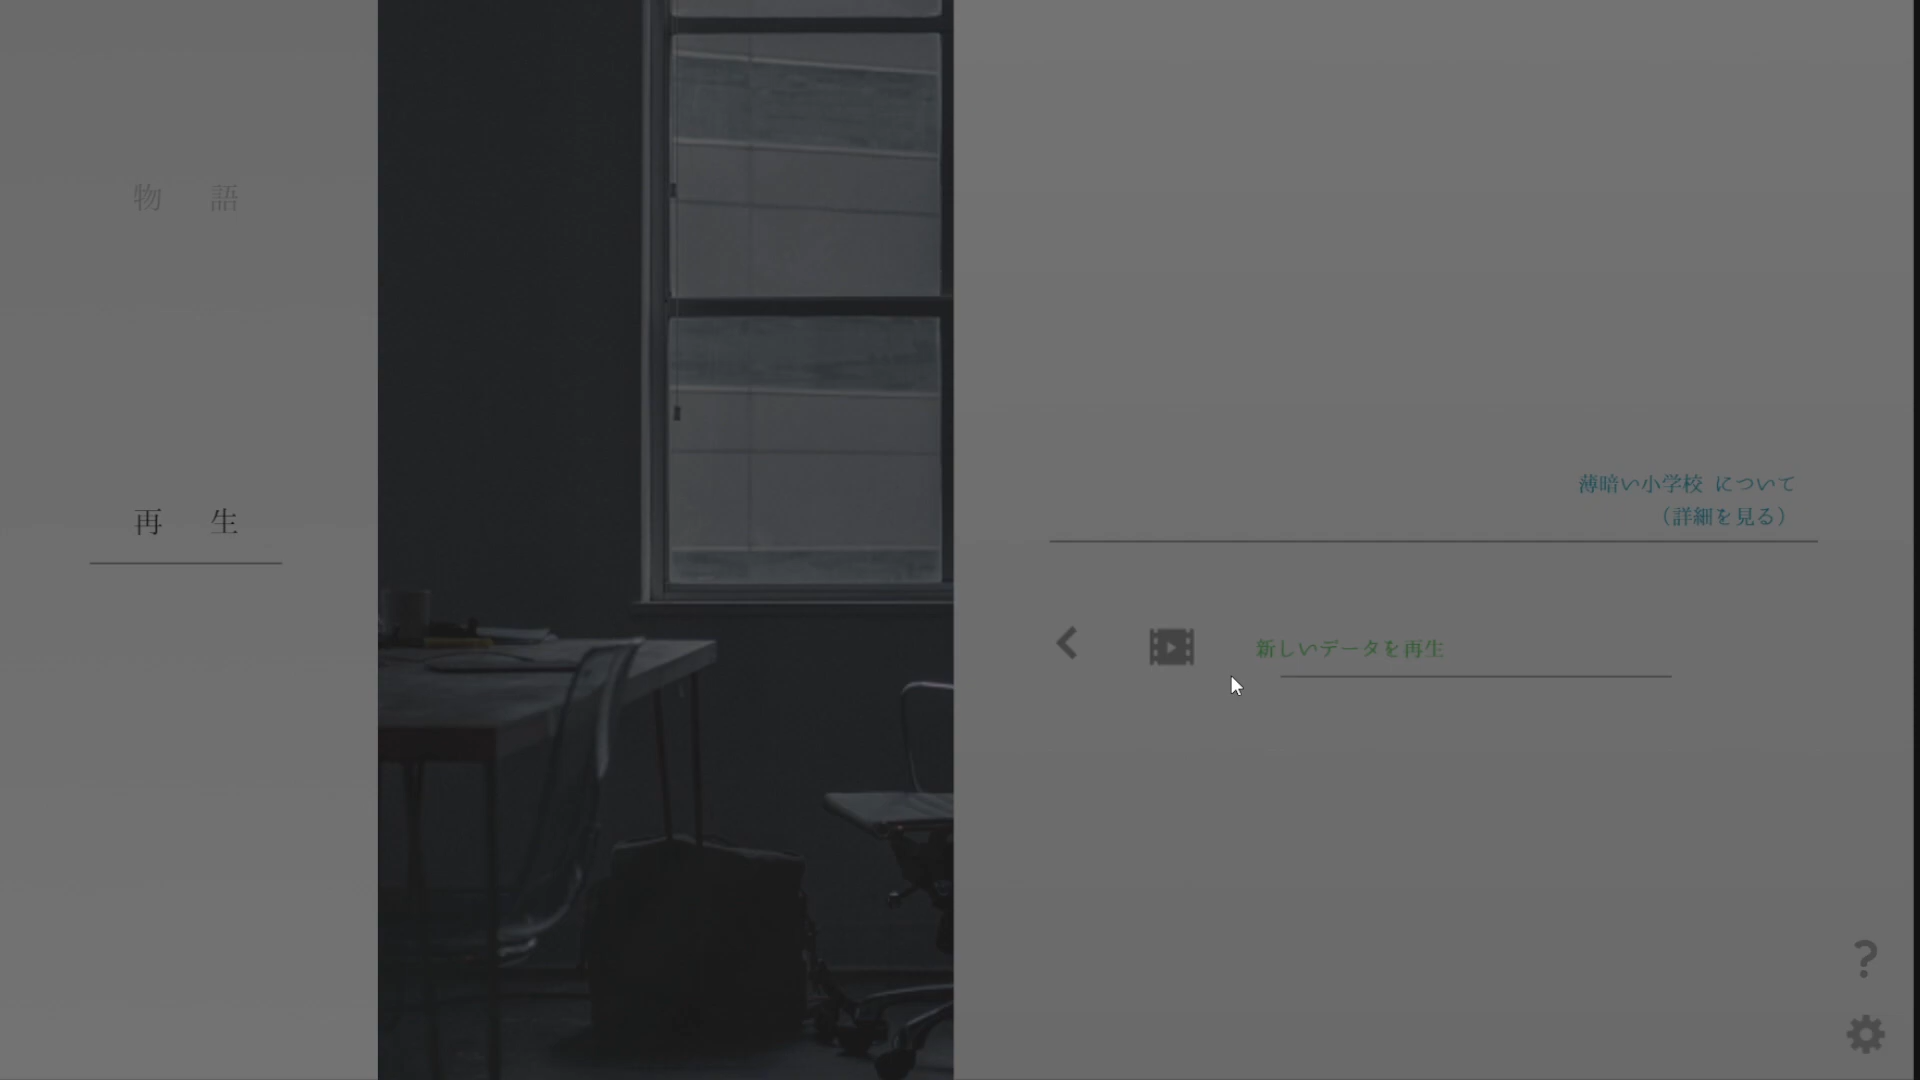 物 語
再 生
薄暗い小学校 について
（詳細を見る）
新しいデータを再生
?